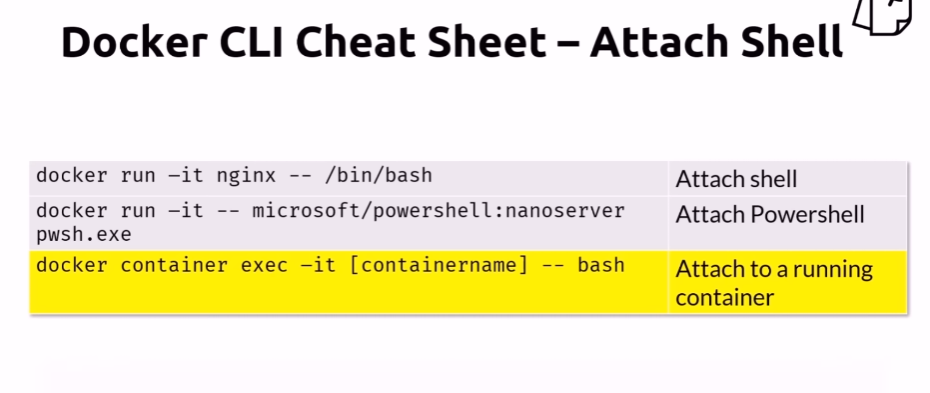 Docker CLI Cheat Sheet – Attach Shell
docker run –it nginx -- /bin/bash
Attach shell
docker run –it -- microsoft/powershell:nanoserver
pwsh.exe
Attach Powershell
docker container exec –it [containername] -- bash
Attach to a running
container